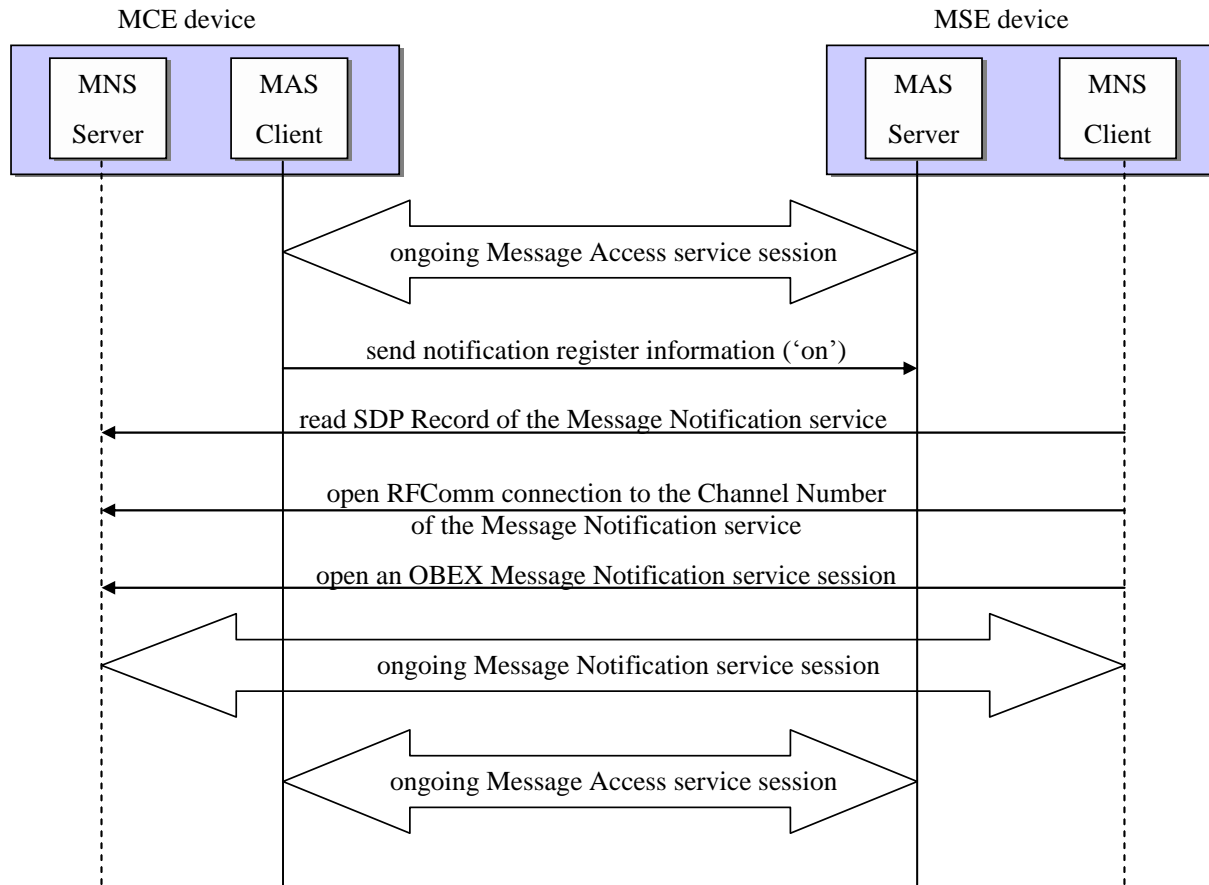 MCE device
MSE device
MNS
Server
MAS
Client
MAS
Server
MNS
Client
ongoing Message Access service session
send notification register information (‘on’)
read SDP Record of the Message Notification service
open RFComm connection to the Channel Number
of the Message Notification service
open an OBEX Message Notification service session
ongoing Message Notification service session
ongoing Message Access service session